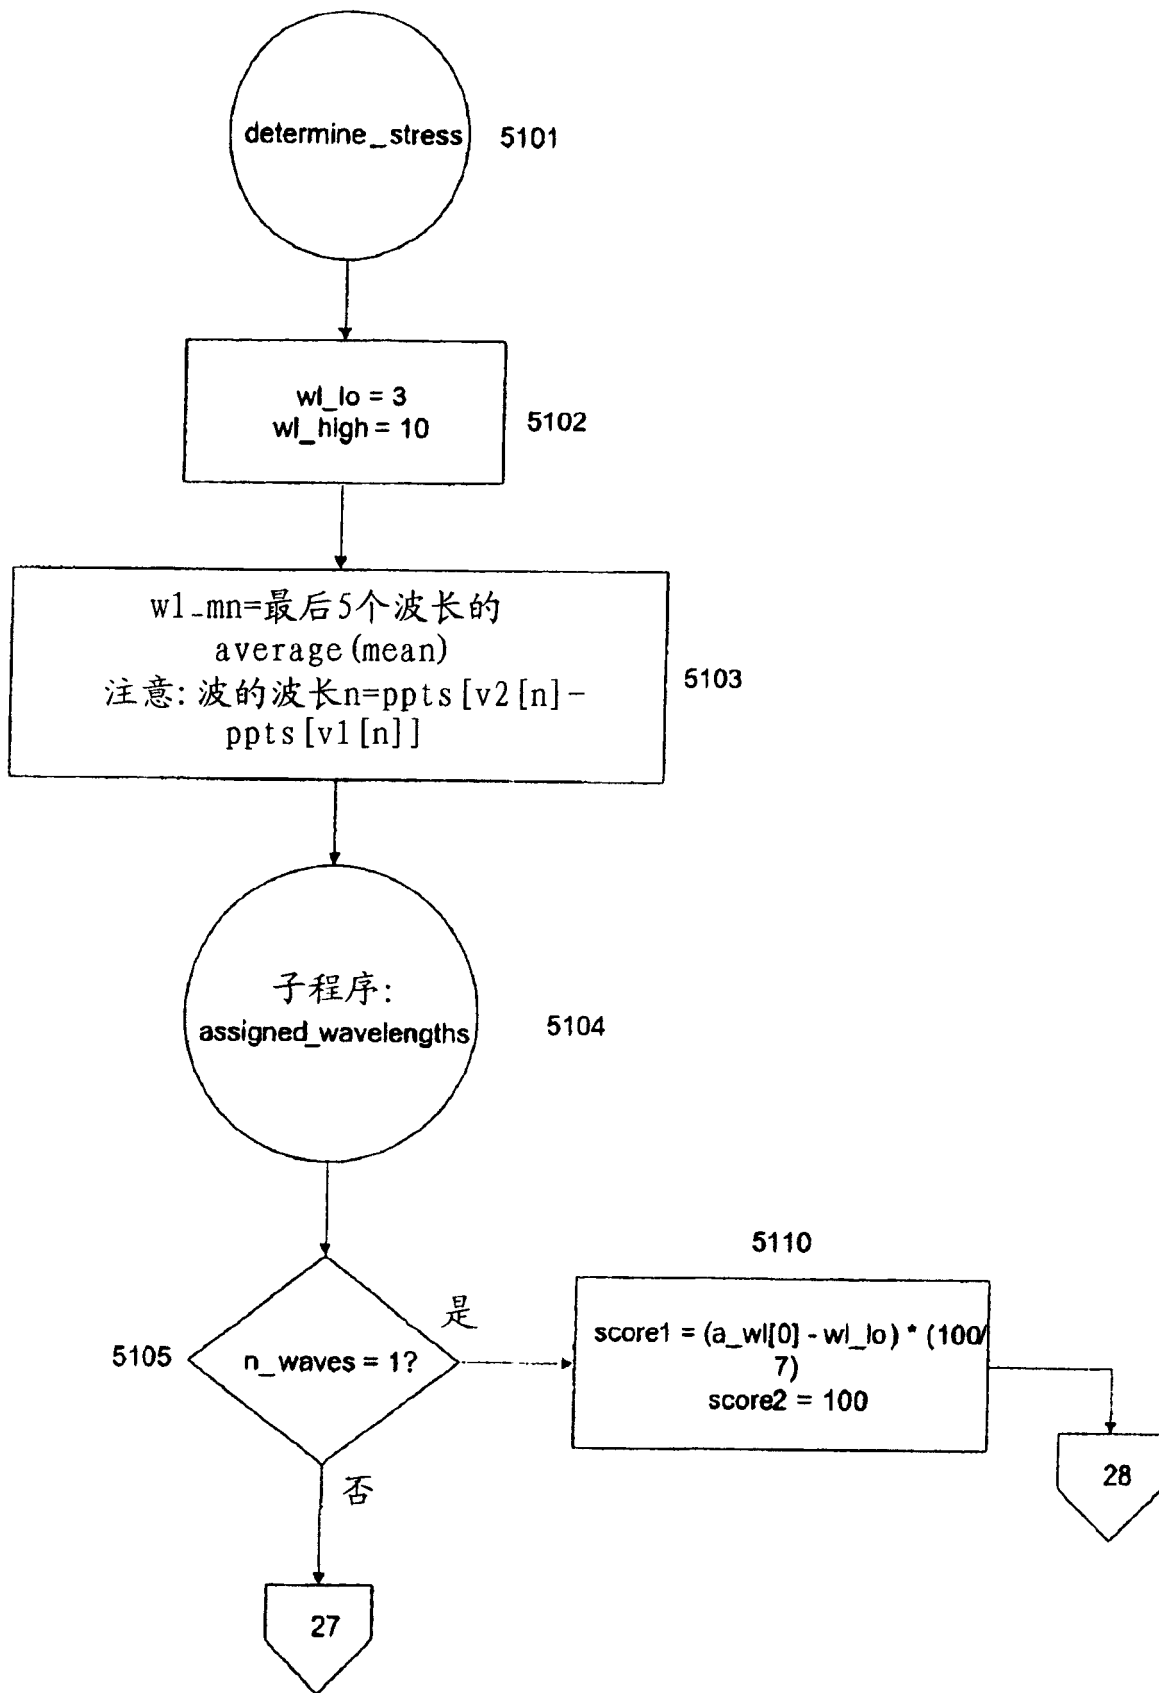 determine_stress
5101
wl_lo = 3
wl_high = 10
5102
wl_mn=最后5个波长的
average(mean)
注意:波的波长n=ppts[v2[n]-
ppts[v1[n]]
5103
子程序:
assigned_wavelengths
5104
5105
n_waves = 1?
是
否
5110
score1 = (a_wl[0] - wl_lo) * (100/
7)
score2 = 100
28
27